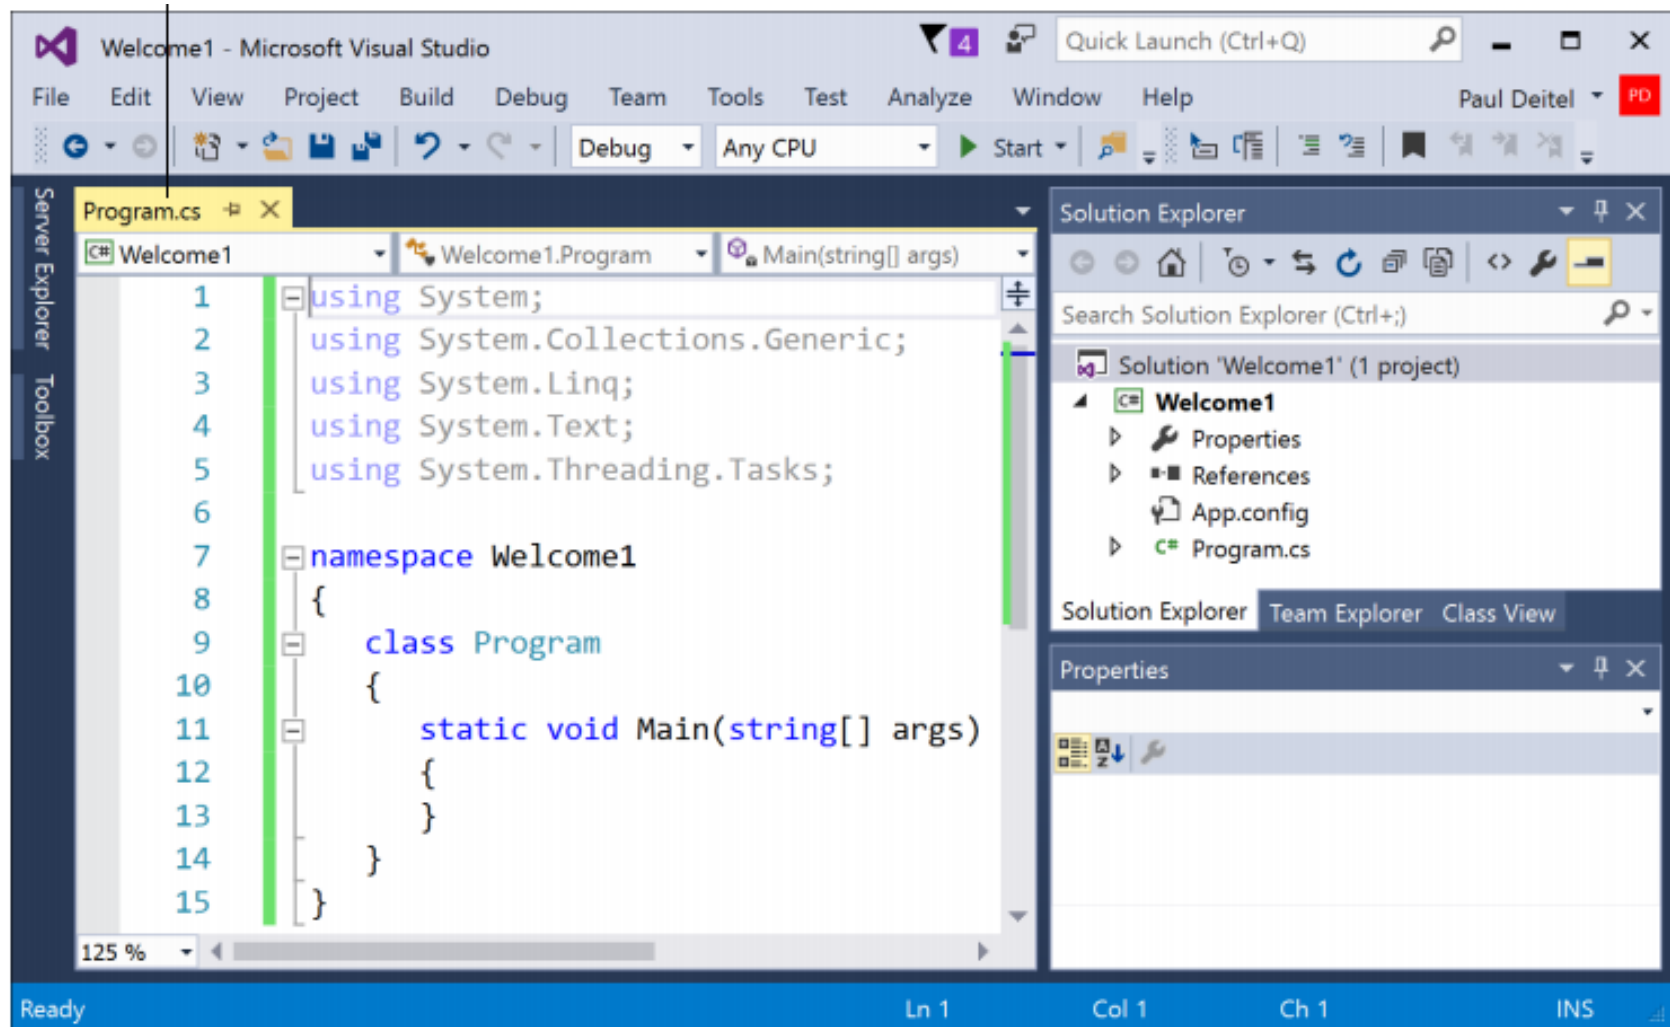 Welcome1 - Microsoft Visual Studio
4
Quick Launch (Ctrl+Q)
File Edit View Project Build Debug Team Tools Test Analyze Window Help
Paul Deitel
PD
Debug
Any CPU
Start
Server Explorer
Toolbox
Program.cs
C# Welcome1
Welcome1.Program
Main(string[] args)
1 using System;
2 using System.Collections.Generic;
3 using System.Linq;
4 using System.Text;
5 using System.Threading.Tasks;
6
7 namespace Welcome1
8 {
9 class Program
10 {
11 static void Main(string[] args)
12 {
13 }
14 }
15 }
125 %
Solution Explorer
Search Solution Explorer (Ctrl+;)
Solution 'Welcome1' (1 project)
C# Welcome1
Properties
References
App.config
C# Program.cs
Solution Explorer Team Explorer Class View
Properties
Ready
Ln 1
Col 1
Ch 1
INS